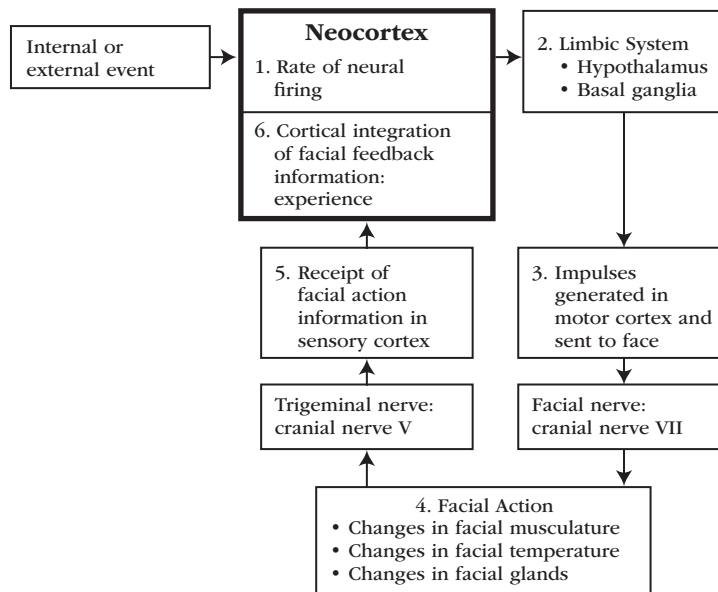 Internal or
external event
Neocortex
1. Rate of neural
firing
6. Cortical integration
of facial feedback
information:
experience
2. Limbic System
• Hypothalamus
• Basal ganglia
5. Receipt of
facial action
information in
sensory cortex
3. Impulses
generated in
motor cortex and
sent to face
Trigeminal nerve:
cranial nerve V
Facial nerve:
cranial nerve VII
4. Facial Action
• Changes in facial musculature
• Changes in facial temperature
• Changes in facial glands